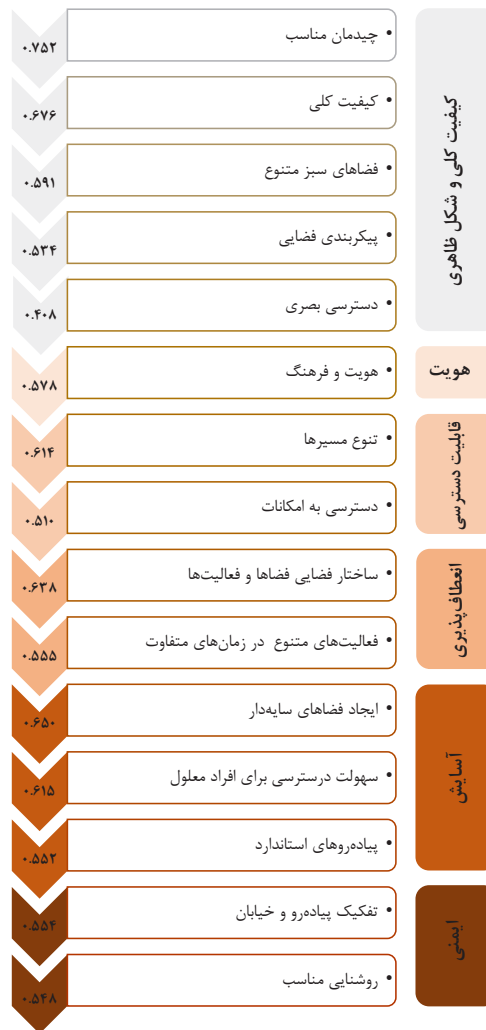 کیفیت کلی و شکل ظاهری
• چیدمان مناسب
۰.۷۵۲
• کیفیت کلی
۰.۶۷۶
• فضاهای سبز متنوع
۰.۵۹۱
• پیکربندی فضایی
۰.۵۳۴
• دسترسی بصری
۰.۴۰۸
هویت
• هویت و فرهنگ
۰.۵۷۸
قابلیت دسترسی
• تنوع مسیرها
۰.۶۱۴
• دسترسی به امکانات
۰.۵۱۰
انعطاف‌پذیری
• ساختار فضایی فضاها و فعالیت‌ها
۰.۶۳۸
• فعالیت‌های متنوع در زمان‌های متفاوت
۰.۵۵۵
آسایش
• ایجاد فضاهای سایه‌دار
۰.۶۵۰
• سهولت درسترسی برای افراد معلول
۰.۶۱۵
• پیاده‌روهای استاندارد
۰.۵۵۲
ایمنی
• تفکیک پیاده‌رو و خیابان
۰.۵۵۴
• روشنایی مناسب
۰.۵۴۸